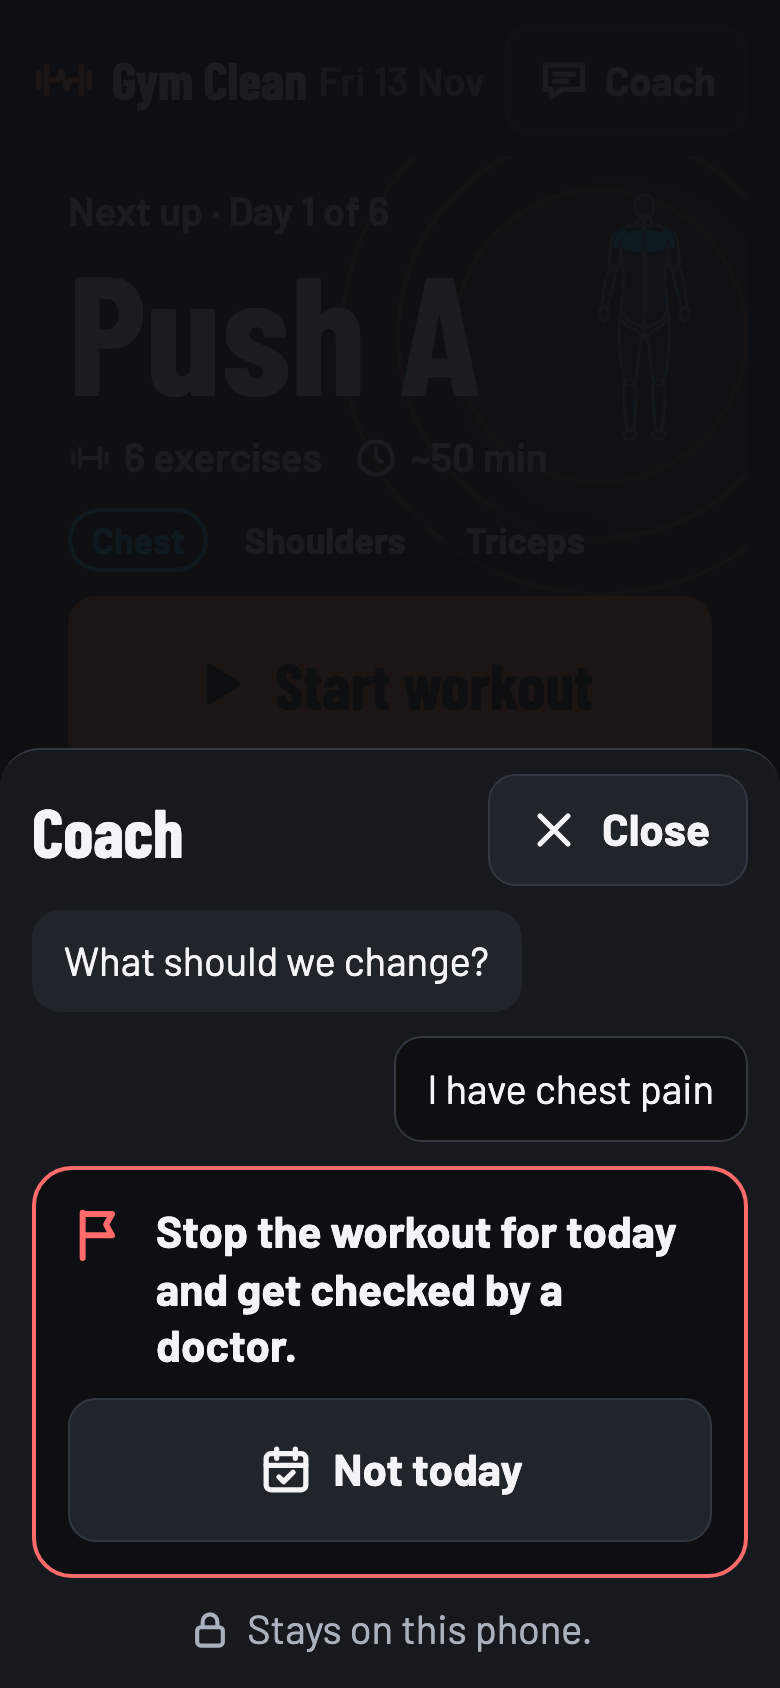 Gym Clean Fri 13 Nov Coach
Next up · Day 1 of 6
Push A
6 exercises ~50 min
Chest Shoulders Triceps
Start workout
Coach Close
What should we change?
I have chest pain
Stop the workout for today
and get checked by a
doctor.
Not today
Stays on this phone.